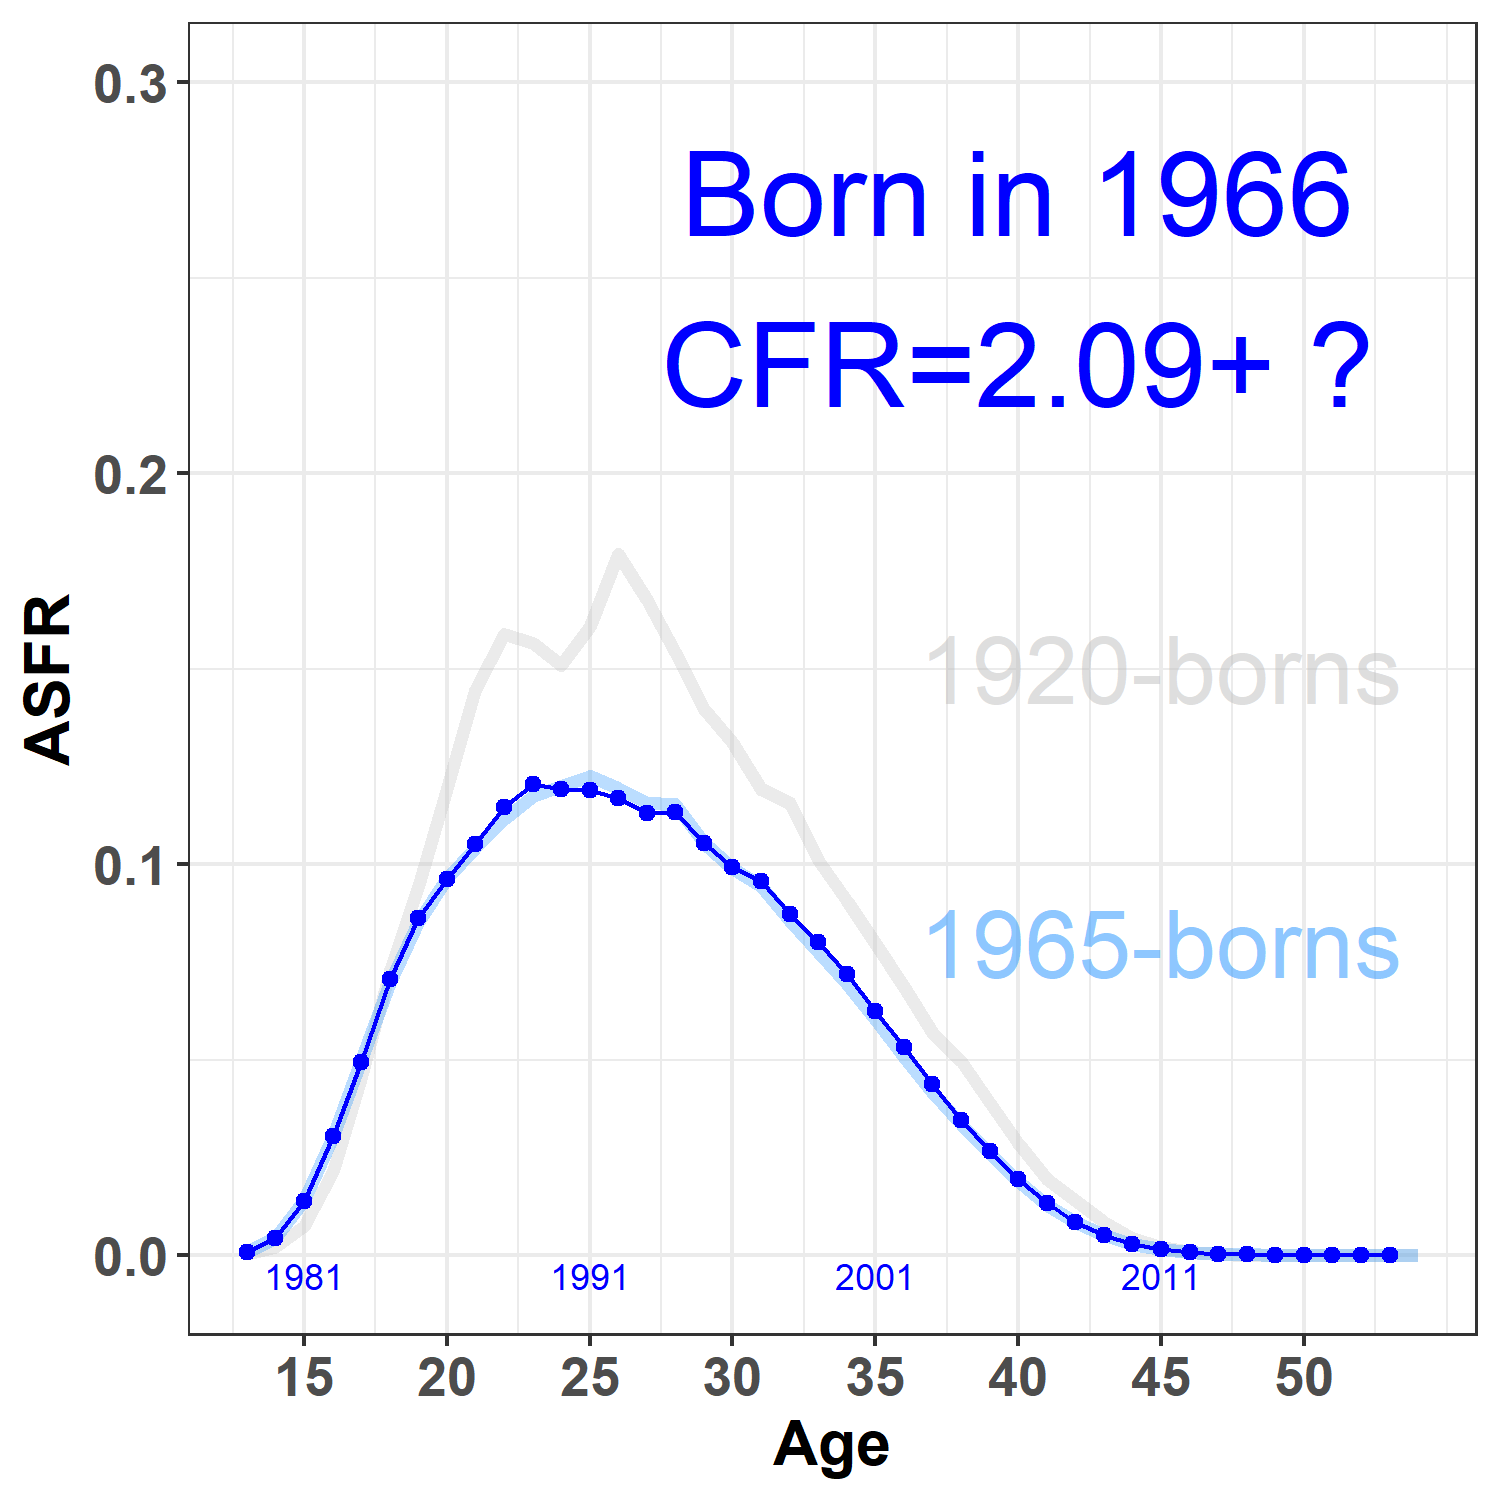 0.3
Born in 1966
CFR=2.09+ ?
0.2
1920-borns
ASFR
0.1
1965-borns
0.0
1981 1991 2001 2011
15 20 25 30 35 40 45 50
Age